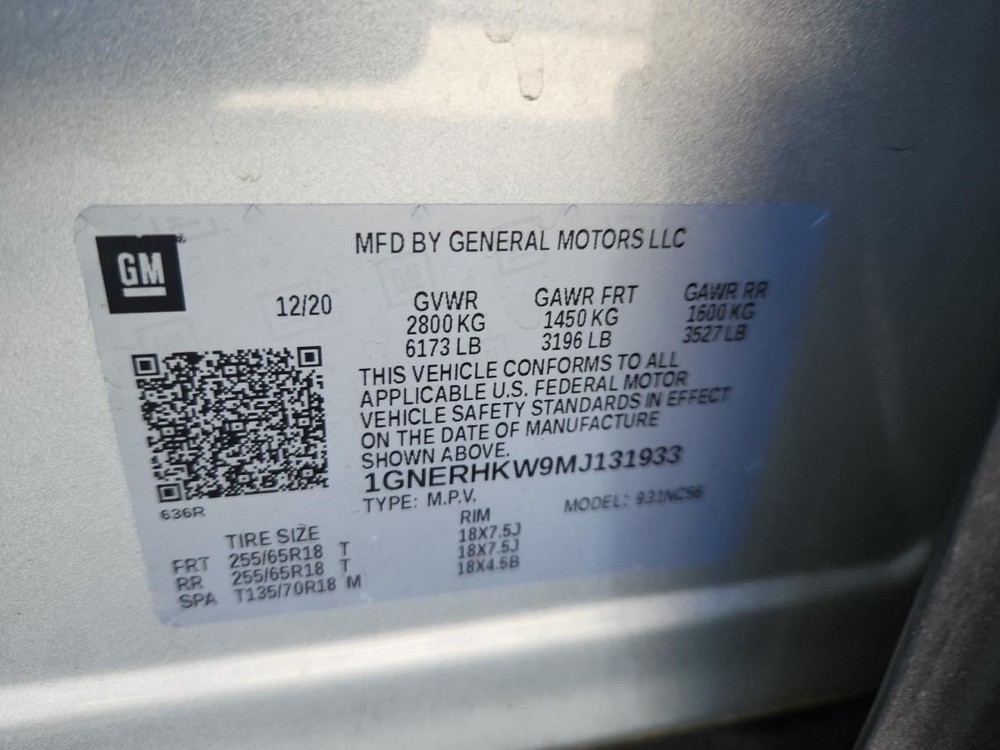 GM
MFD BY GENERAL MOTORS LLC
12/20 GVWR GAWR FRT GAWR RR
2800 KG 1450 KG 1600 KG
6173 LB 3196 LB 3527 LB
THIS VEHICLE CONFORMS TO ALL
APPLICABLE U.S. FEDERAL MOTOR
VEHICLE SAFETY STANDARDS IN EFFECT
ON THE DATE OF MANUFACTURE
SHOWN ABOVE.
1GNERHKW9MJ131933
TYPE: M.P.V. MODEL: 931NC56
636R
TIRE SIZE RIM
FRT 255/65R18 T 18X7.5J
RR 255/65R18 T 18X7.5J
SPA T135/70R18 M 18X4.5B